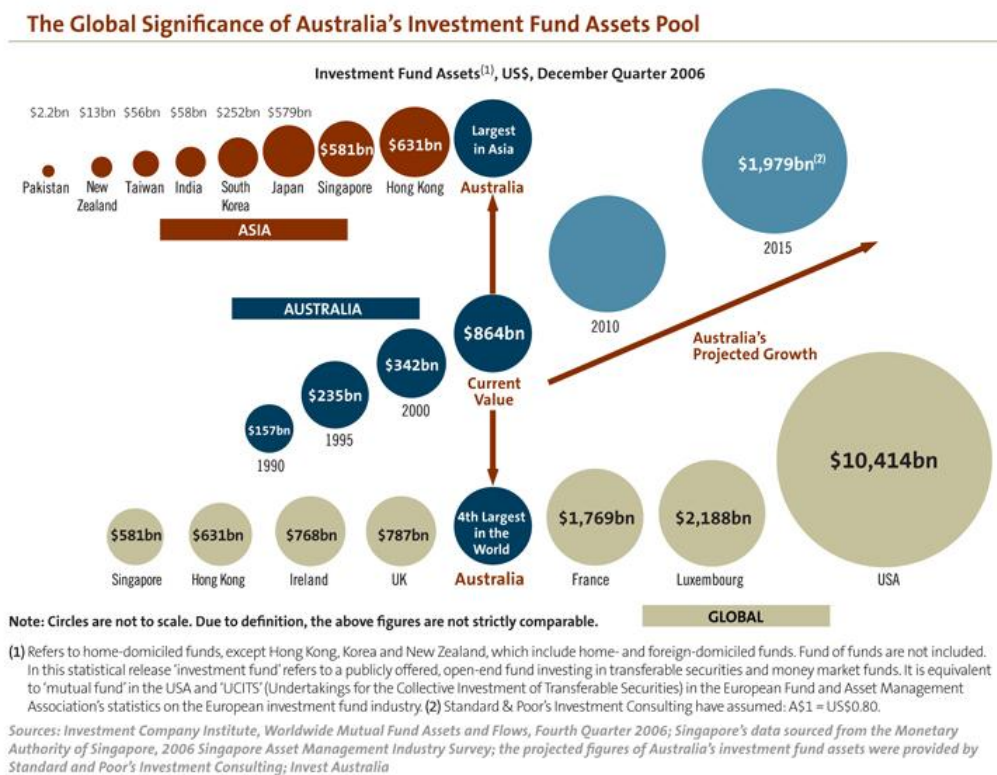 The Global Significance of Australia's Investment Fund Assets Pool
Investment Fund Assets(1), US$, December Quarter 2006
$2.2bn $13bn $56bn $58bn $252bn $579bn
$581bn
$631bn
Largest
in Asia
Pakistan
New
Zealand
Taiwan
India
South
Korea
Japan
Singapore
Hong Kong
Australia
ASIA
$1,979bn(2)
2015
2010
AUSTRALIA
$864bn
Current
Value
Australia's
Projected Growth
$342bn
2000
$235bn
1995
$157bn
1990
$10,414bn
$581bn
$631bn
$768bn
$787bn
4th Largest
in the
World
$1,769bn
$2,188bn
Singapore
Hong Kong
Ireland
UK
Australia
France
Luxembourg
USA
GLOBAL
Note: Circles are not to scale. Due to definition, the above figures are not strictly comparable.
(1) Refers to home-domiciled funds, except Hong Kong, Korea and New Zealand, which include home- and foreign-domiciled funds. Fund of funds are not included.
In this statistical release 'investment fund' refers to a publicly offered, open-end fund investing in transferable securities and money market funds. It is equivalent
to 'mutual fund' in the USA and 'UCITS' (Undertakings for the Collective Investment of Transferable Securities) in the European Fund and Asset Management
Association's statistics on the European investment fund industry. (2) Standard & Poor's Investment Consulting have assumed: A$1 = US$0.80.
Sources: Investment Company Institute, Worldwide Mutual Fund Assets and Flows, Fourth Quarter 2006; Singapore's data sourced from the Monetary
Authority of Singapore, 2006 Singapore Asset Management Industry Survey; the projected figures of Australia's investment fund assets were provided by
Standard and Poor's Investment Consulting; Invest Australia